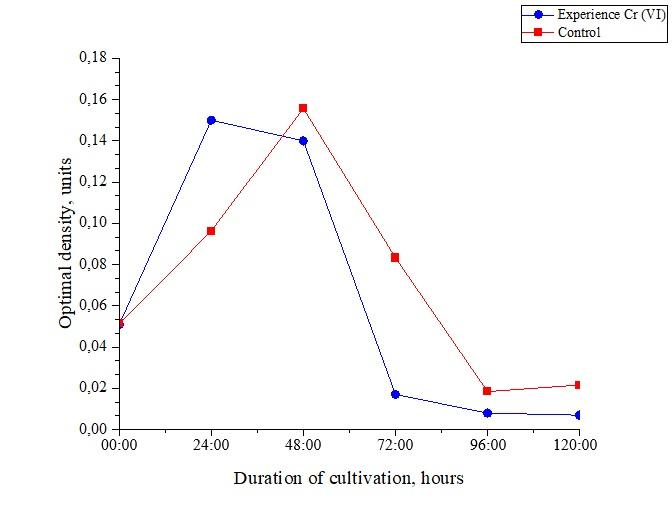 Experience Cr (VI)
Control
0,18
0,16
0,14
0,12
0,10
0,08
0,06
0,04
0,02
0,00
Optimal density, units
00:00 24:00 48:00 72:00 96:00 120:00
Duration of cultivation, hours